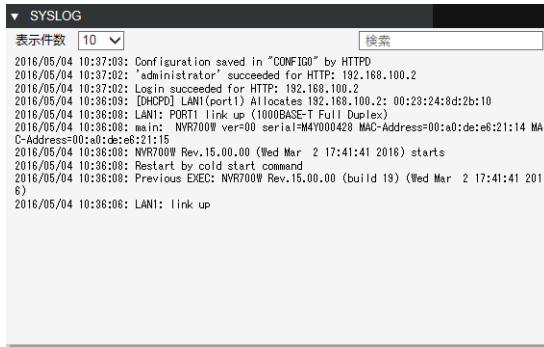 ▼ SYSLOG
表示件数 10 検索
2016/05/04 10:37:03: Configuration saved in "CONFIG0" by HTTPD
2016/05/04 10:37:02: 'administrator' succeeded for HTTP: 192.168.100.2
2016/05/04 10:37:02: Login succeeded for HTTP: 192.168.100.2
2016/05/04 10:36:09: [DHCPD] LAN1(port1) Allocates 192.168.100.2: 00:23:24:8d:2b:10
2016/05/04 10:36:08: LAN1: PORT1 link up (1000BASE-T Full Duplex)
2016/05/04 10:36:08: main:  NVR700W ver=00 serial=M4Y000428 MAC-Address=00:a0:de:e6:21:14 MA
C-Address=00:a0:de:e6:21:15
2016/05/04 10:36:08: NVR700W Rev.15.00.00 (Wed Mar  2 17:41:41 2016) starts
2016/05/04 10:36:08: Restart by cold start command
2016/05/04 10:36:08: Previous EXEC: NVR700W Rev.15.00.00 (build 19) (Wed Mar  2 17:41:41 201
6)
2016/05/04 10:36:06: LAN1: link up